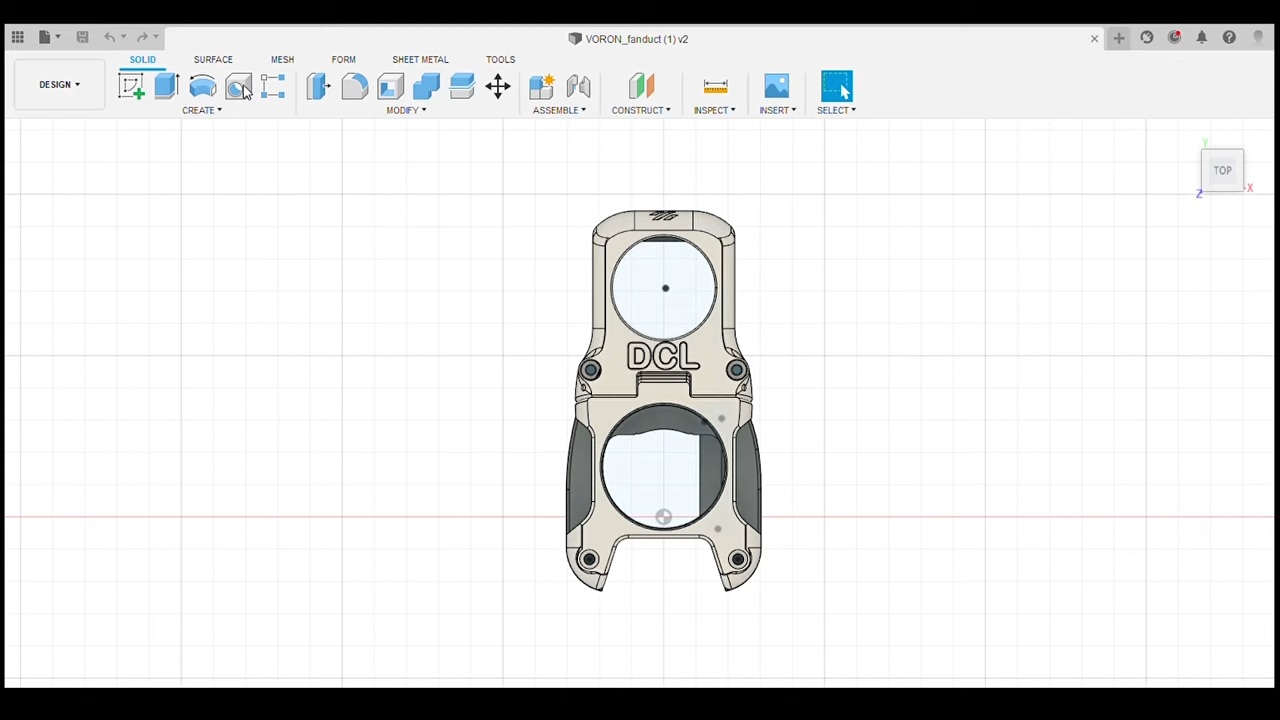 VORON_fanduct (1) v2
SOLID SURFACE MESH FORM SHEET METAL TOOLS
DESIGN
CREATE MODIFY ASSEMBLE CONSTRUCT INSPECT INSERT SELECT
Y
TOP
X
Z
DCL